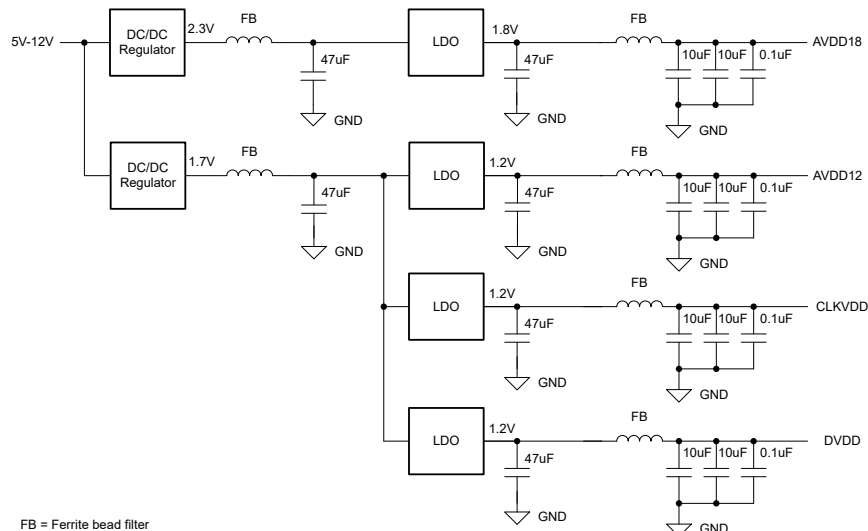 5V-12V
DC/DC
Regulator
2.3V
FB
47uF
GND
LDO
1.8V
47uF
GND
FB
10uF
10uF
0.1uF
AVDD18
GND
DC/DC
Regulator
1.7V
FB
47uF
GND
LDO
1.2V
47uF
GND
FB
10uF
10uF
0.1uF
AVDD12
GND
LDO
1.2V
47uF
GND
FB
10uF
10uF
0.1uF
CLKVDD
GND
LDO
1.2V
47uF
GND
FB
10uF
10uF
0.1uF
DVDD
GND
FB = Ferrite bead filter